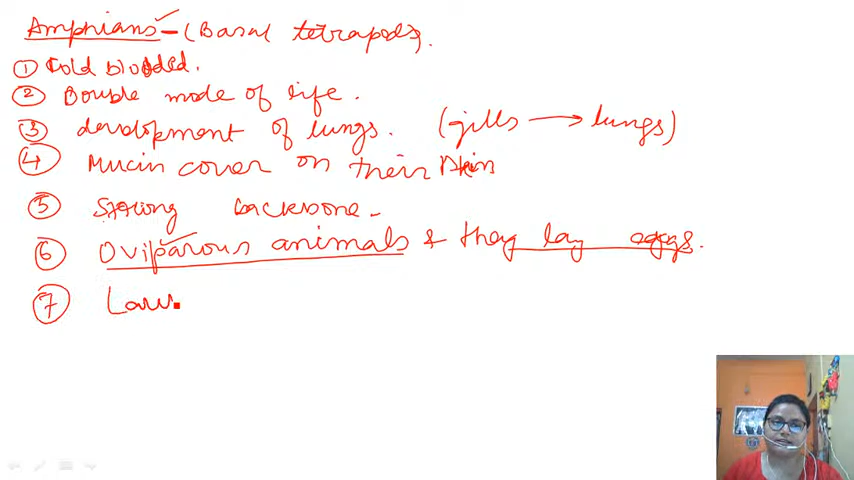 Amphians - (Basal tetrapods).
① Cold blooded.
② Double mode of life.
③ development of lungs. (gills → lungs)
④ Mucin cover on their skin
⑤ Strong backbone -
⑥ Oviparous animals & they lay eggs.
⑦